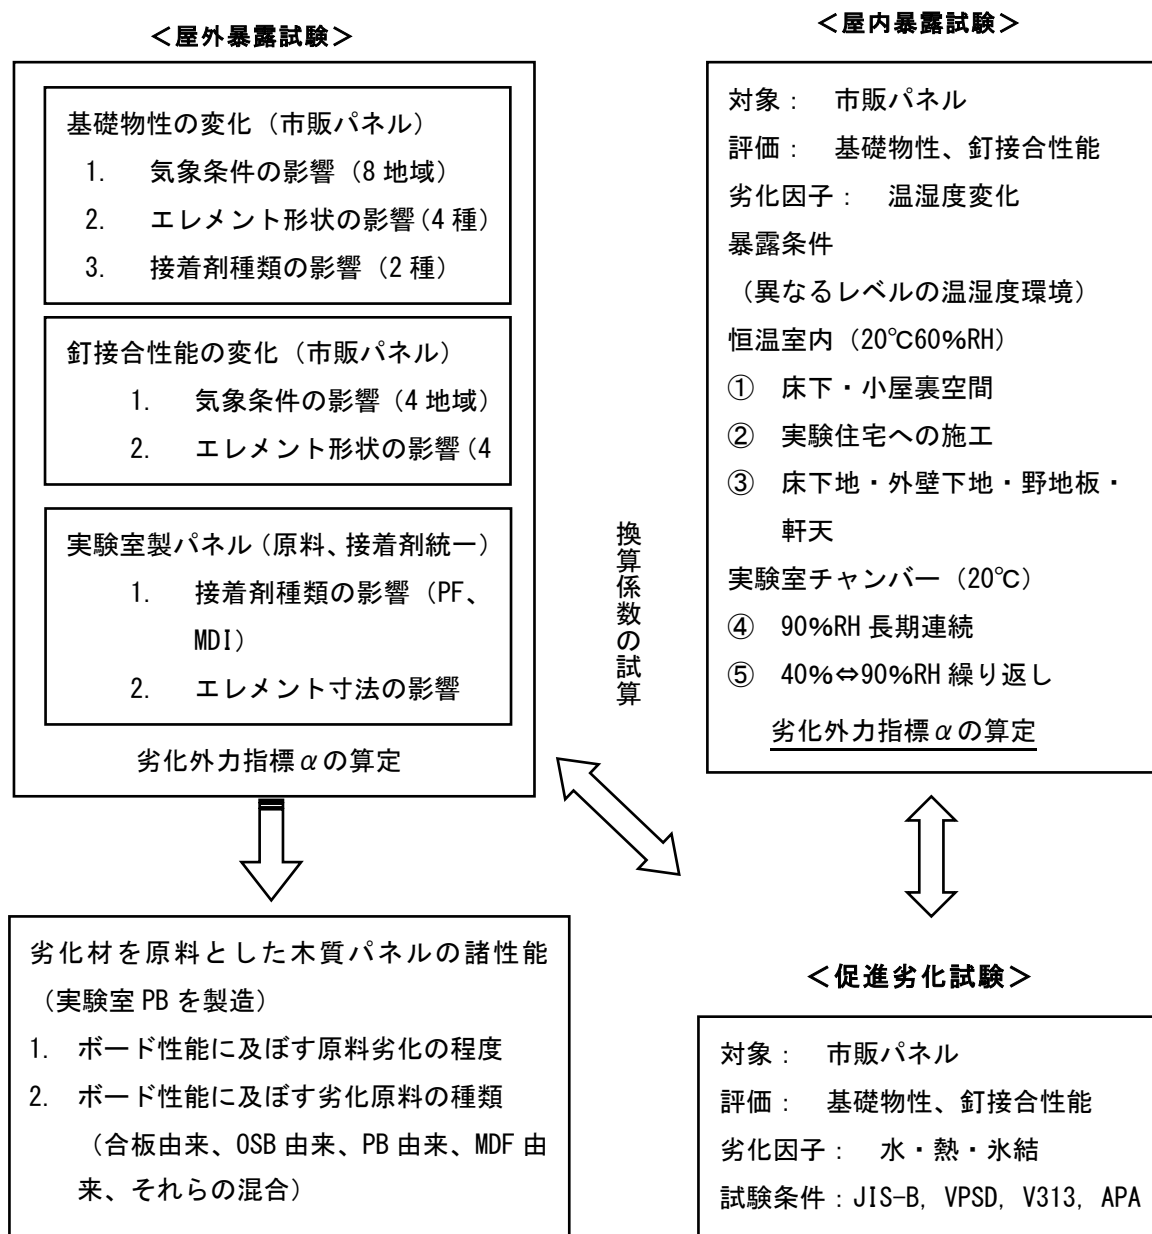 ＜屋外暴露試験＞
基礎物性の変化（市販パネル）
1. 気象条件の影響（8 地域）
2. エレメント形状の影響（4 種）
3. 接着剤種類の影響（2 種）
釘接合性能の変化（市販パネル）
1. 気象条件の影響（4 地域）
2. エレメント形状の影響（4
実験室製パネル（原料、接着剤統一）
1. 接着剤種類の影響（PF、
MDI）
2. エレメント寸法の影響
劣化外力指標αの算定
換算係数の試算
＜屋内暴露試験＞
対象： 市販パネル
評価： 基礎物性、釘接合性能
劣化因子： 温湿度変化
暴露条件
（異なるレベルの温湿度環境）
恒温室内（20℃60%RH）
① 床下・小屋裏空間
② 実験住宅への施工
③ 床下地・外壁下地・野地板・
軒天
実験室チャンバー（20℃）
④ 90%RH 長期連続
⑤ 40%⇔90%RH 繰り返し
劣化外力指標αの算定
劣化材を原料とした木質パネルの諸性能
（実験室 PB を製造）
1. ボード性能に及ぼす原料劣化の程度
2. ボード性能に及ぼす劣化原料の種類
（合板由来、OSB 由来、PB 由来、MDF 由
来、それらの混合）
＜促進劣化試験＞
対象： 市販パネル
評価： 基礎物性、釘接合性能
劣化因子： 水・熱・氷結
試験条件：JIS-B, VPSD, V313, APA